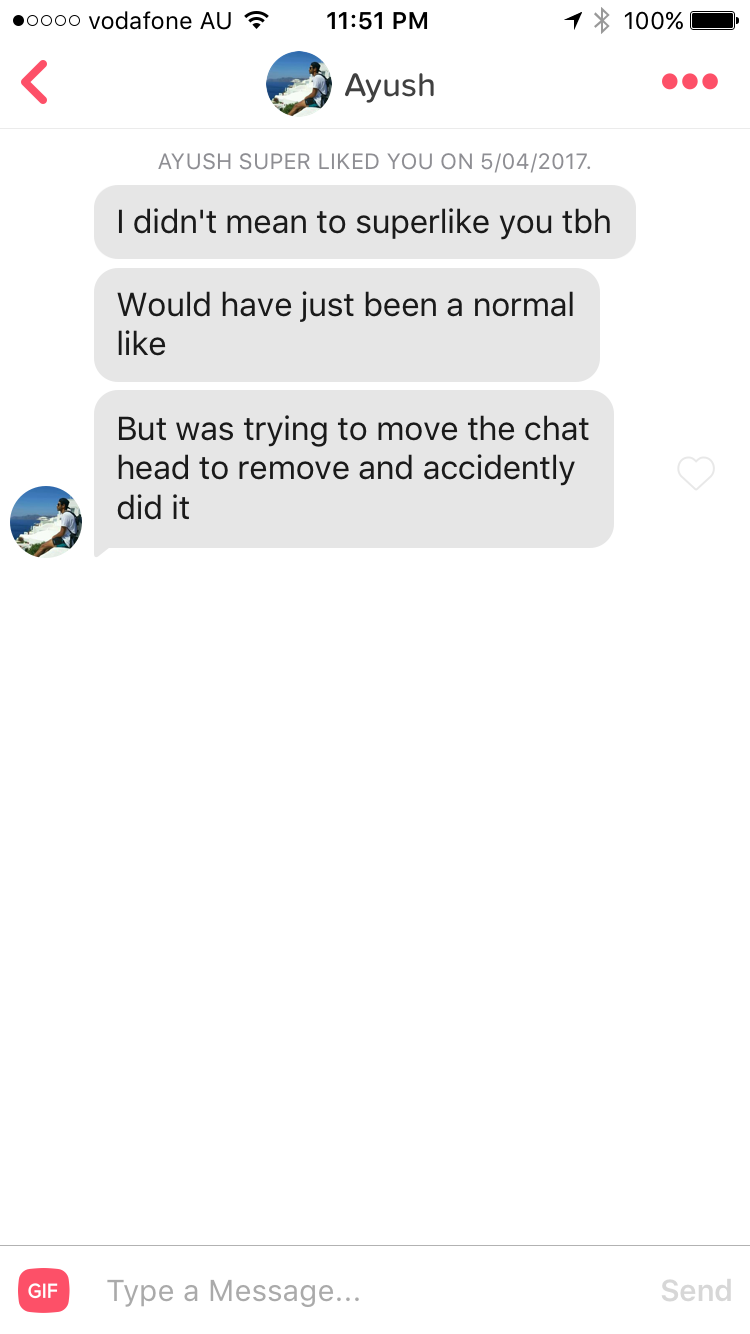 vodafone AU 11:51 PM 100%
Ayush
AYUSH SUPER LIKED YOU ON 5/04/2017.
I didn't mean to superlike you tbh
Would have just been a normal
like
But was trying to move the chat
head to remove and accidently
did it
GIF Type a Message... Send